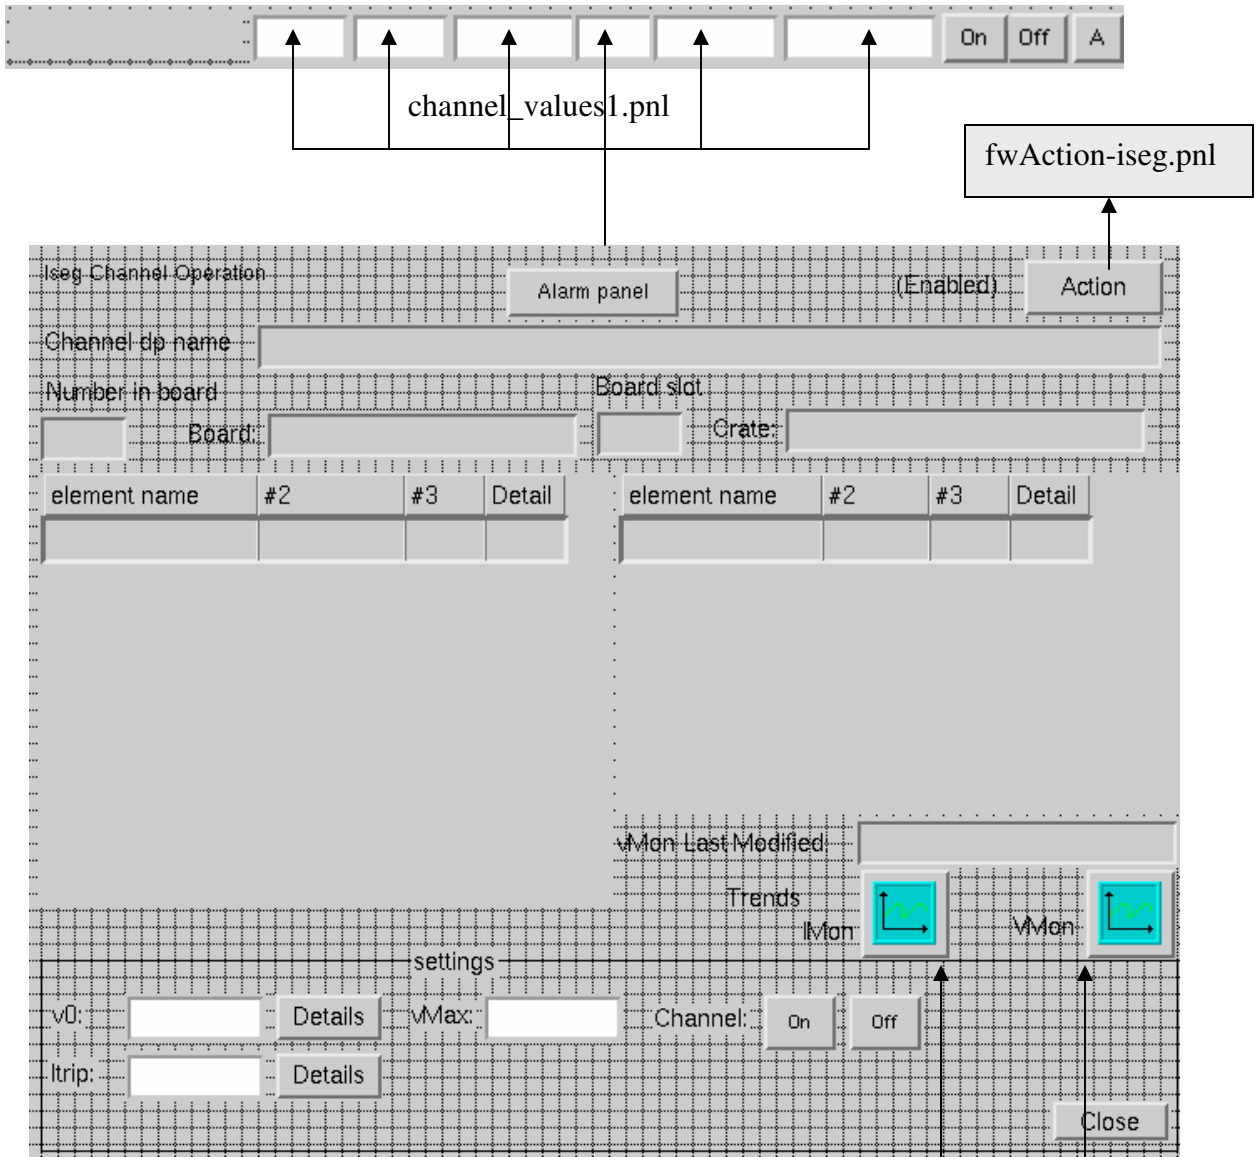 On Off A
channel_values1.pnl
fwAction-iseg.pnl
Iseg Channel Operation
Alarm panel
(Enabled)
Action
Channel dp name
Number in board
Board slot
Board:
Crate:
element name #2 #3 Detail
element name #2 #3 Detail
vMon Last Modified:
Trends
IMon
VMon
settings
v0:
Details
vMax:
Channel:
On
Off
Itrip:
Details
Close